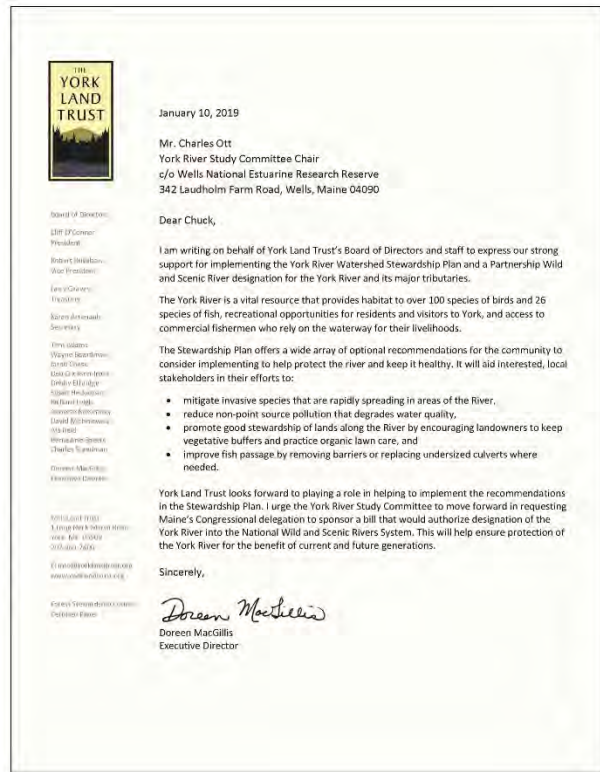 THE
YORK
LAND
TRUST
Board of Directors
Cliff O'Connor
President
Vice President
Treasurer
Secretary
Doreen MacGillis
Executive Director
January 10, 2019
Mr. Charles Ott
York River Study Committee Chair
c/o Wells National Estuarine Research Reserve
342 Laudholm Farm Road, Wells, Maine 04090
Dear Chuck,
I am writing on behalf of York Land Trust's Board of Directors and staff to express our strong
support for implementing the York River Watershed Stewardship Plan and a Partnership Wild
and Scenic River designation for the York River and its major tributaries.
The York River is a vital resource that provides habitat to over 100 species of birds and 26
species of fish, recreational opportunities for residents and visitors to York, and access to
commercial fishermen who rely on the waterway for their livelihoods.
The Stewardship Plan offers a wide array of optional recommendations for the community to
consider implementing to help protect the river and keep it healthy. It will aid interested, local
stakeholders in their efforts to:
• mitigate invasive species that are rapidly spreading in areas of the River,
• reduce non-point source pollution that degrades water quality,
• promote good stewardship of lands along the River by encouraging landowners to keep
vegetative buffers and practice organic lawn care, and
• improve fish passage by removing barriers or replacing undersized culverts where
needed.
York Land Trust looks forward to playing a role in helping to implement the recommendations
in the Stewardship Plan. I urge the York River Study Committee to move forward in requesting
Maine's Congressional delegation to sponsor a bill that would authorize designation of the
York River into the National Wild and Scenic Rivers System. This will help ensure protection of
the York River for the benefit of current and future generations.
Sincerely,
Doreen MacGillis
Doreen MacGillis
Executive Director